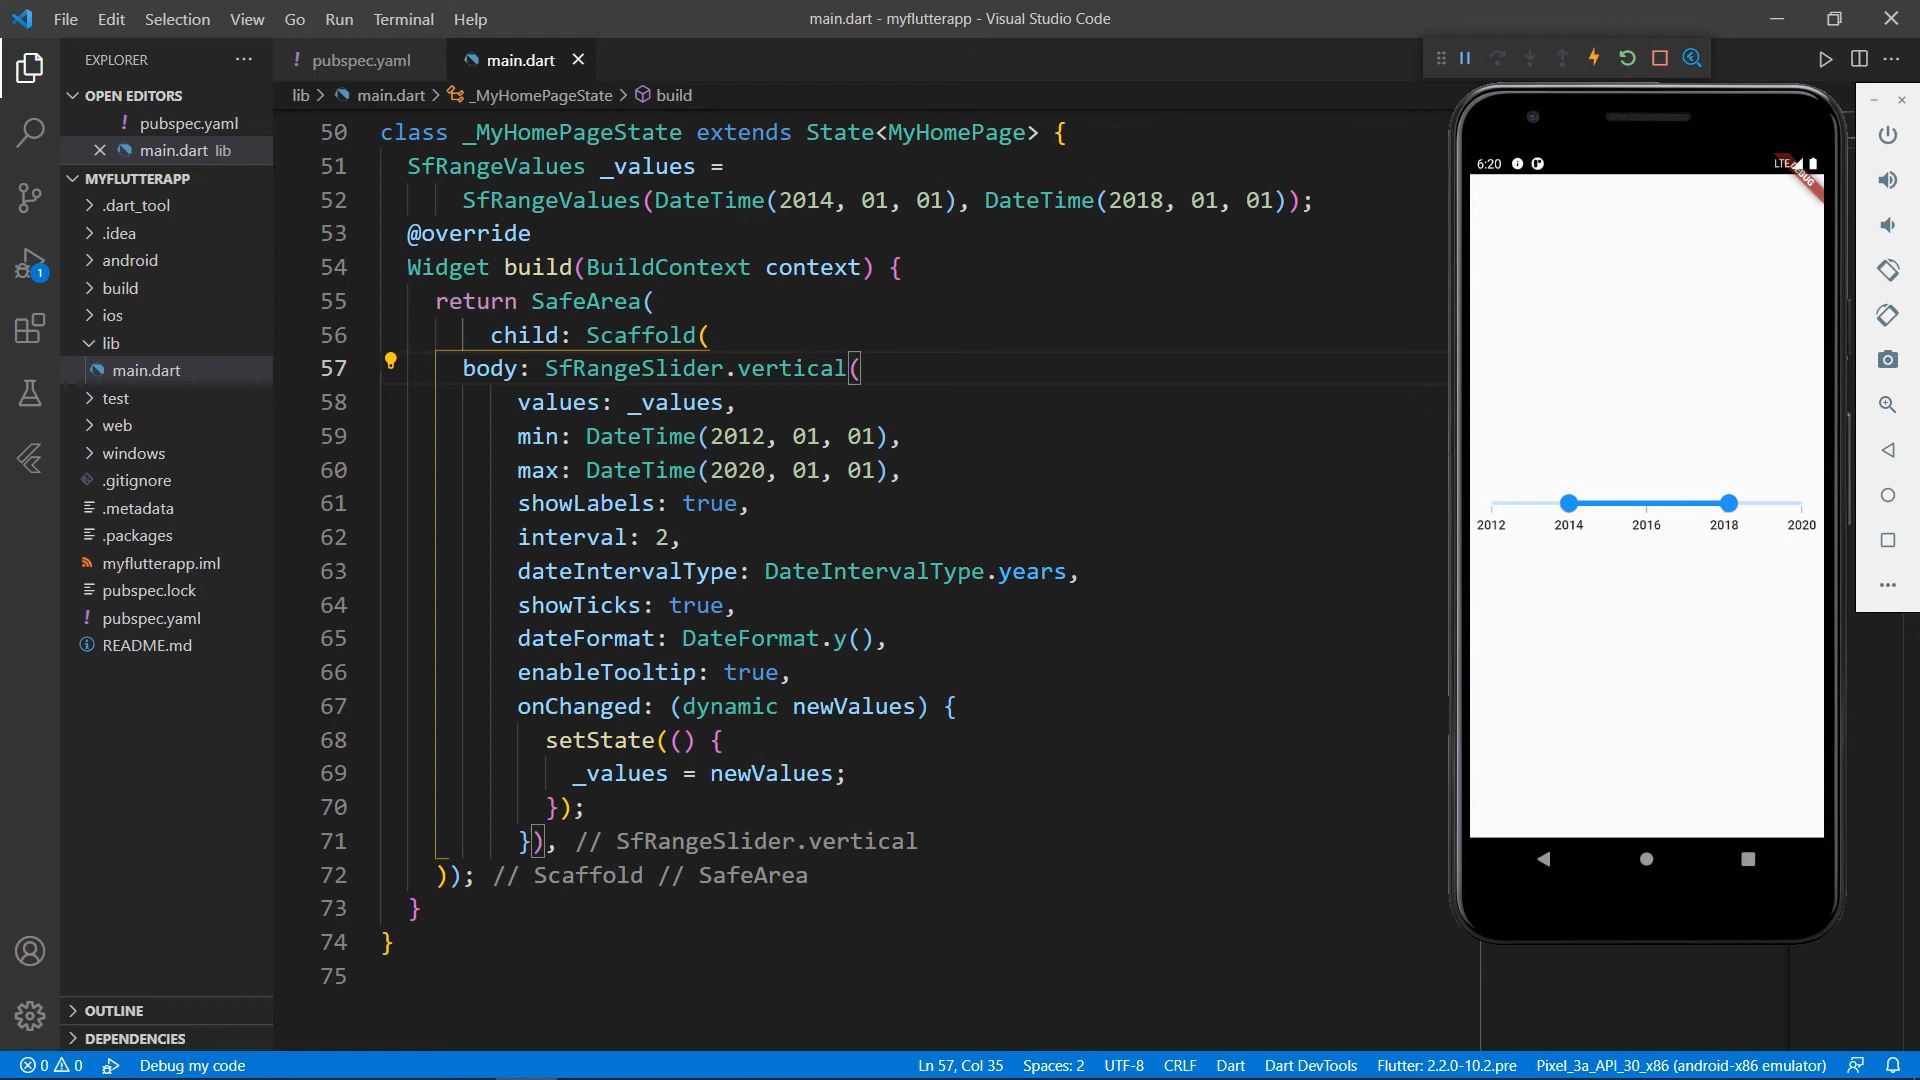 File Edit Selection View Go Run Terminal Help
main.dart - myflutterapp - Visual Studio Code
EXPLORER
OPEN EDITORS
! pubspec.yaml
main.dart lib
MYFLUTTERAPP
.dart_tool
.idea
android
build
ios
lib
main.dart
test
web
windows
.gitignore
.metadata
.packages
myflutterapp.iml
pubspec.lock
! pubspec.yaml
README.md
OUTLINE
DEPENDENCIES
1
! pubspec.yaml
main.dart
lib > main.dart > _MyHomePageState > build
50 class _MyHomePageState extends State<MyHomePage> {
51 SfRangeValues _values =
52 SfRangeValues(DateTime(2014, 01, 01), DateTime(2018, 01, 01));
53 @override
54 Widget build(BuildContext context) {
55 return SafeArea(
56 child: Scaffold(
57 body: SfRangeSlider.vertical(
58 values: _values,
59 min: DateTime(2012, 01, 01),
60 max: DateTime(2020, 01, 01),
61 showLabels: true,
62 interval: 2,
63 dateIntervalType: DateIntervalType.years,
64 showTicks: true,
65 dateFormat: DateFormat.y(),
66 enableTooltip: true,
67 onChanged: (dynamic newValues) {
68 setState(() {
69 _values = newValues;
70 });
71 }), // SfRangeSlider.vertical
72 )); // Scaffold // SafeArea
73 }
74 }
75
6:20
LTE
DEBUG
2012 2014 2016 2018 2020
0 0
Debug my code
Ln 57, Col 35
Spaces: 2
UTF-8
CRLF
Dart
Dart DevTools
Flutter: 2.2.0-10.2.pre
Pixel_3a_API_30_x86 (android-x86 emulator)